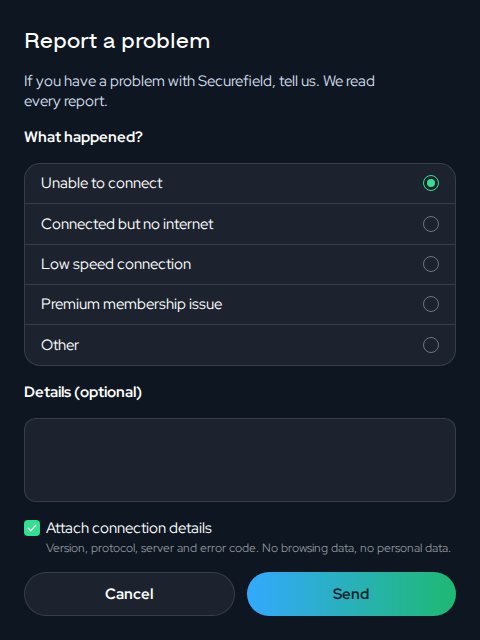 Report a problem
If you have a problem with Securefield, tell us. We read
every report.
What happened?
Unable to connect
Connected but no internet
Low speed connection
Premium membership issue
Other
Details (optional)
Attach connection details
Version, protocol, server and error code. No browsing data, no personal data.
Cancel
Send